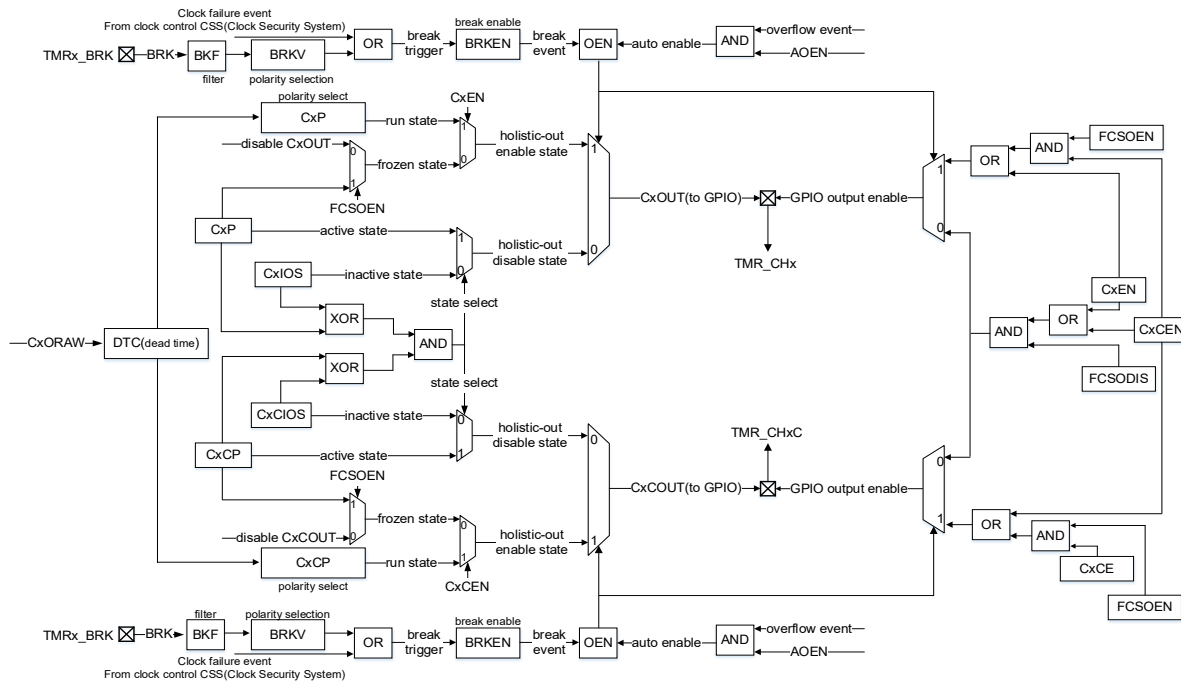 Clock failure event
From clock control CSS(Clock Security System)
TMRx_BRK
BRK
BKF
filter
BRKV
polarity selection
OR
break
trigger
break enable
BRKEN
break
event
OEN
auto enable
AND
overflow event
AOEN
polarity select
CxP
run state
CxEN
1
0
disable CxOUT
0
1
frozen state
FCSOEN
holistic-out
enable state
1
0
CxP
active state
CxIOS
inactive state
1
0
holistic-out
disable state
state select
CxOUT(to GPIO)
GPIO output enable
TMR_CHx
1
0
OR
AND
FCSOEN
CxEN
XOR
AND
OR
AND
CxCEN
FCSODIS
CxORAW
DTC(dead time)
XOR
state select
CxCIOS
inactive state
CxCP
active state
0
1
holistic-out
disable state
FCSOEN
1
0
frozen state
disable CxCOUT
CxCP
polarity select
run state
0
1
CxCEN
holistic-out
enable state
0
1
CxCOUT(to GPIO)
GPIO output enable
TMR_CHxC
0
1
OR
AND
CxCE
FCSOEN
TMRx_BRK
BRK
filter
BKF
polarity selection
BRKV
Clock failure event
From clock control CSS(Clock Security System)
OR
break
trigger
break enable
BRKEN
break
event
OEN
auto enable
AND
overflow event
AOEN